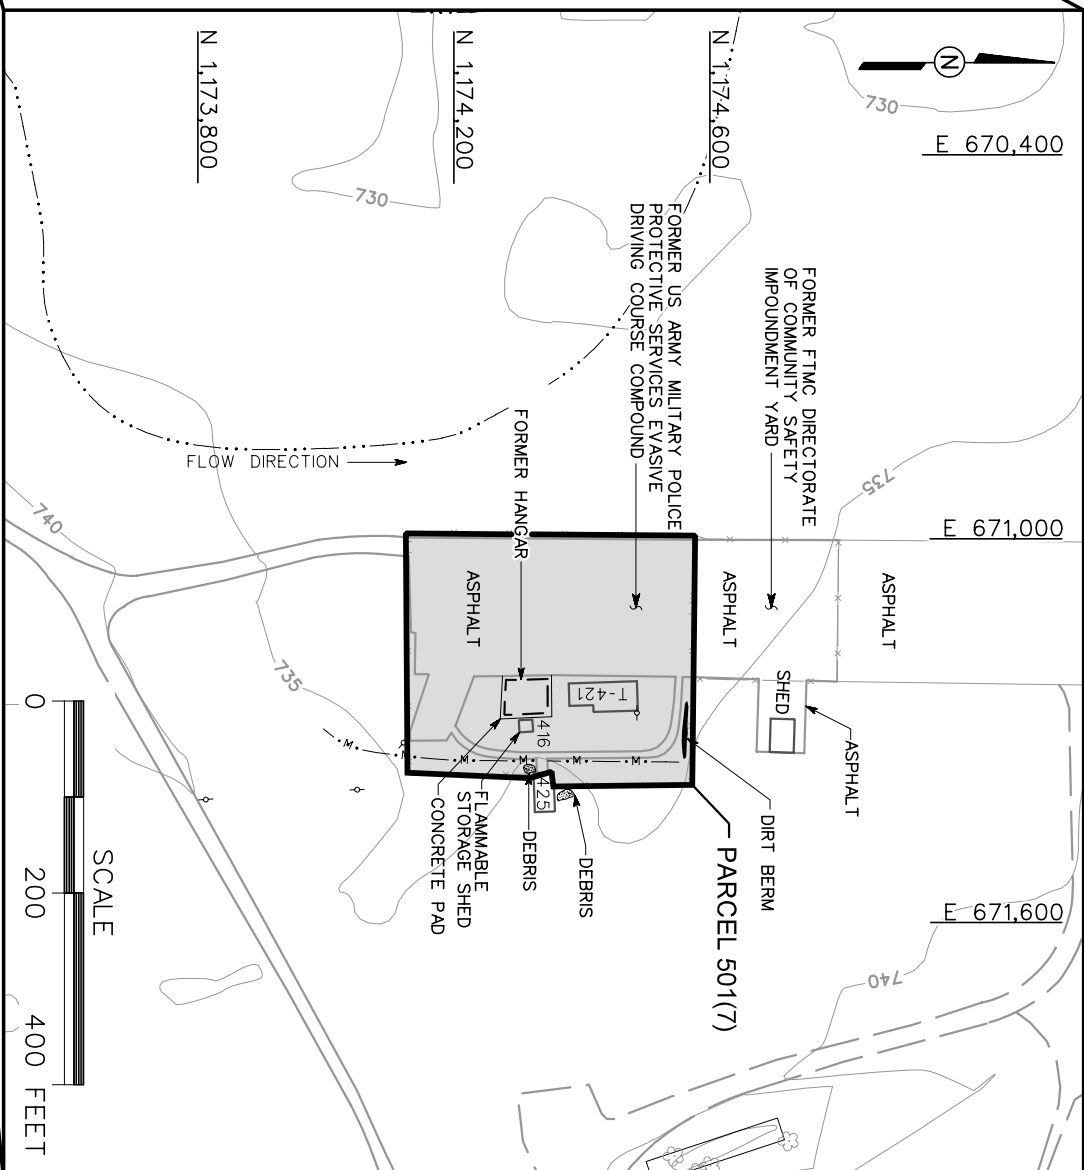 N
730
E 670,400
N 1,174,600
N 1,174,200
N 1,173,800
730
FORMER US ARMY MILITARY POLICE
PROTECTIVE SERVICES EVASIVE
DRIVING COURSE COMPOUND
FORMER FTMC DIRECTORATE
OF COMMUNITY SAFETY
IMPOUNDMENT YARD
735
FORMER HANGAR
FLOW DIRECTION
740
E 671,000
ASPHALT
ASPHALT
ASPHALT
SHED
ASPHALT
T-421
416
425
735
M
M
M
M
M
M
DIRT BERM
PARCEL 501(7)
DEBRIS
DEBRIS
FLAMMABLE
STORAGE SHED
CONCRETE PAD
E 671,600
740
SCALE
0
200
400 FEET